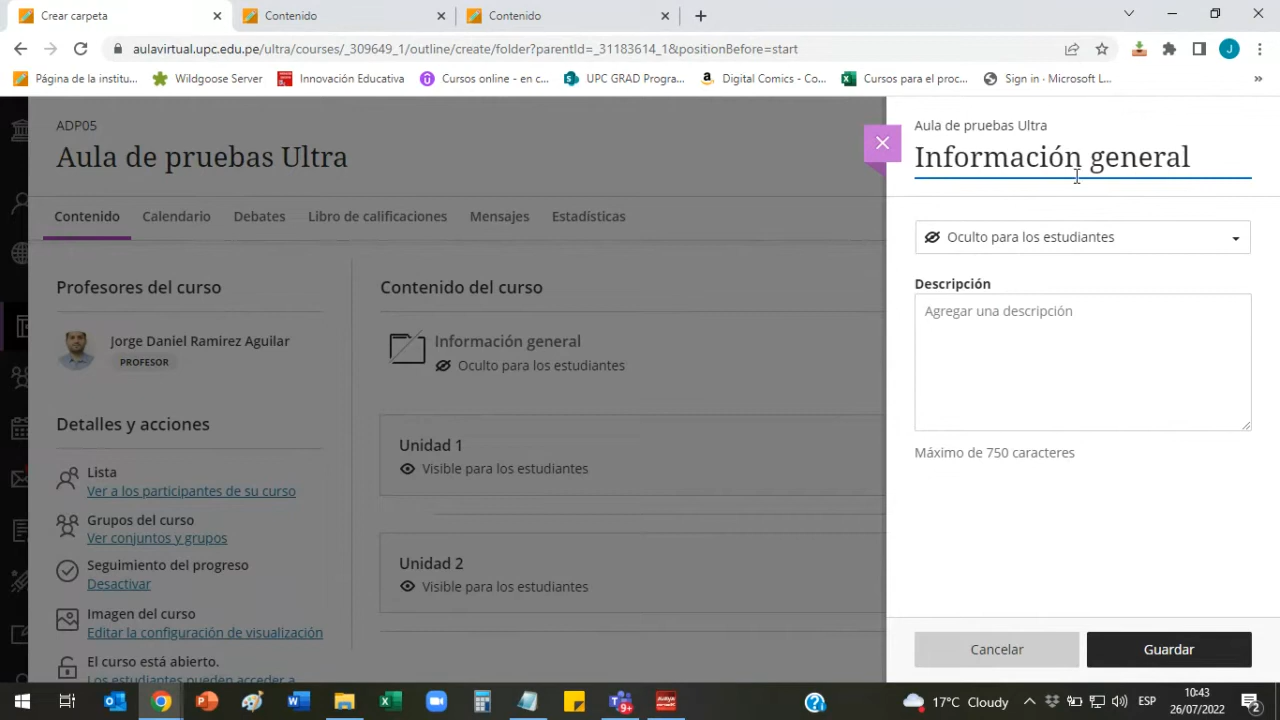 Crear carpeta
Contenido
Contenido
aulavirtual.upc.edu.pe/ultra/courses/_309649_1/outline/create/folder?parentId=_31183614_1&positionBefore=start
J
Página de la institu...
Wildgoose Server
Innovación Educativa
Cursos online - en c...
UPC GRAD Progra...
Digital Comics - Co...
Cursos para el proc...
Sign in · Microsoft L...
ADP05
Aula de pruebas Ultra
Contenido
Calendario
Debates
Libro de calificaciones
Mensajes
Estadísticas
Profesores del curso
Jorge Daniel Ramirez Aguilar
PROFESOR
Detalles y acciones
Lista
Ver a los participantes de su curso
Grupos del curso
Ver conjuntos y grupos
Seguimiento del progreso
Desactivar
Imagen del curso
Editar la configuración de visualización
El curso está abierto.
Los estudiantes pueden acceder a
Contenido del curso
Información general
Oculto para los estudiantes
Unidad 1
Visible para los estudiantes
Unidad 2
Visible para los estudiantes
Aula de pruebas Ultra
Información general
Oculto para los estudiantes
Descripción
Agregar una descripción
Máximo de 750 caracteres
Cancelar
Guardar
17°C Cloudy
ESP
10:43
26/07/2022
2